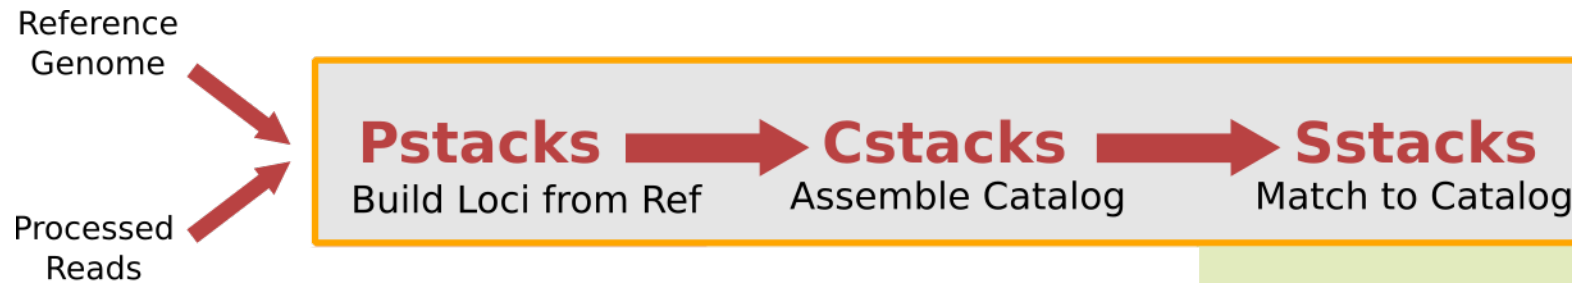 Reference
Genome
Processed
Reads
Pstacks
Build Loci from Ref
Cstacks
Assemble Catalog
Sstacks
Match to Catalog